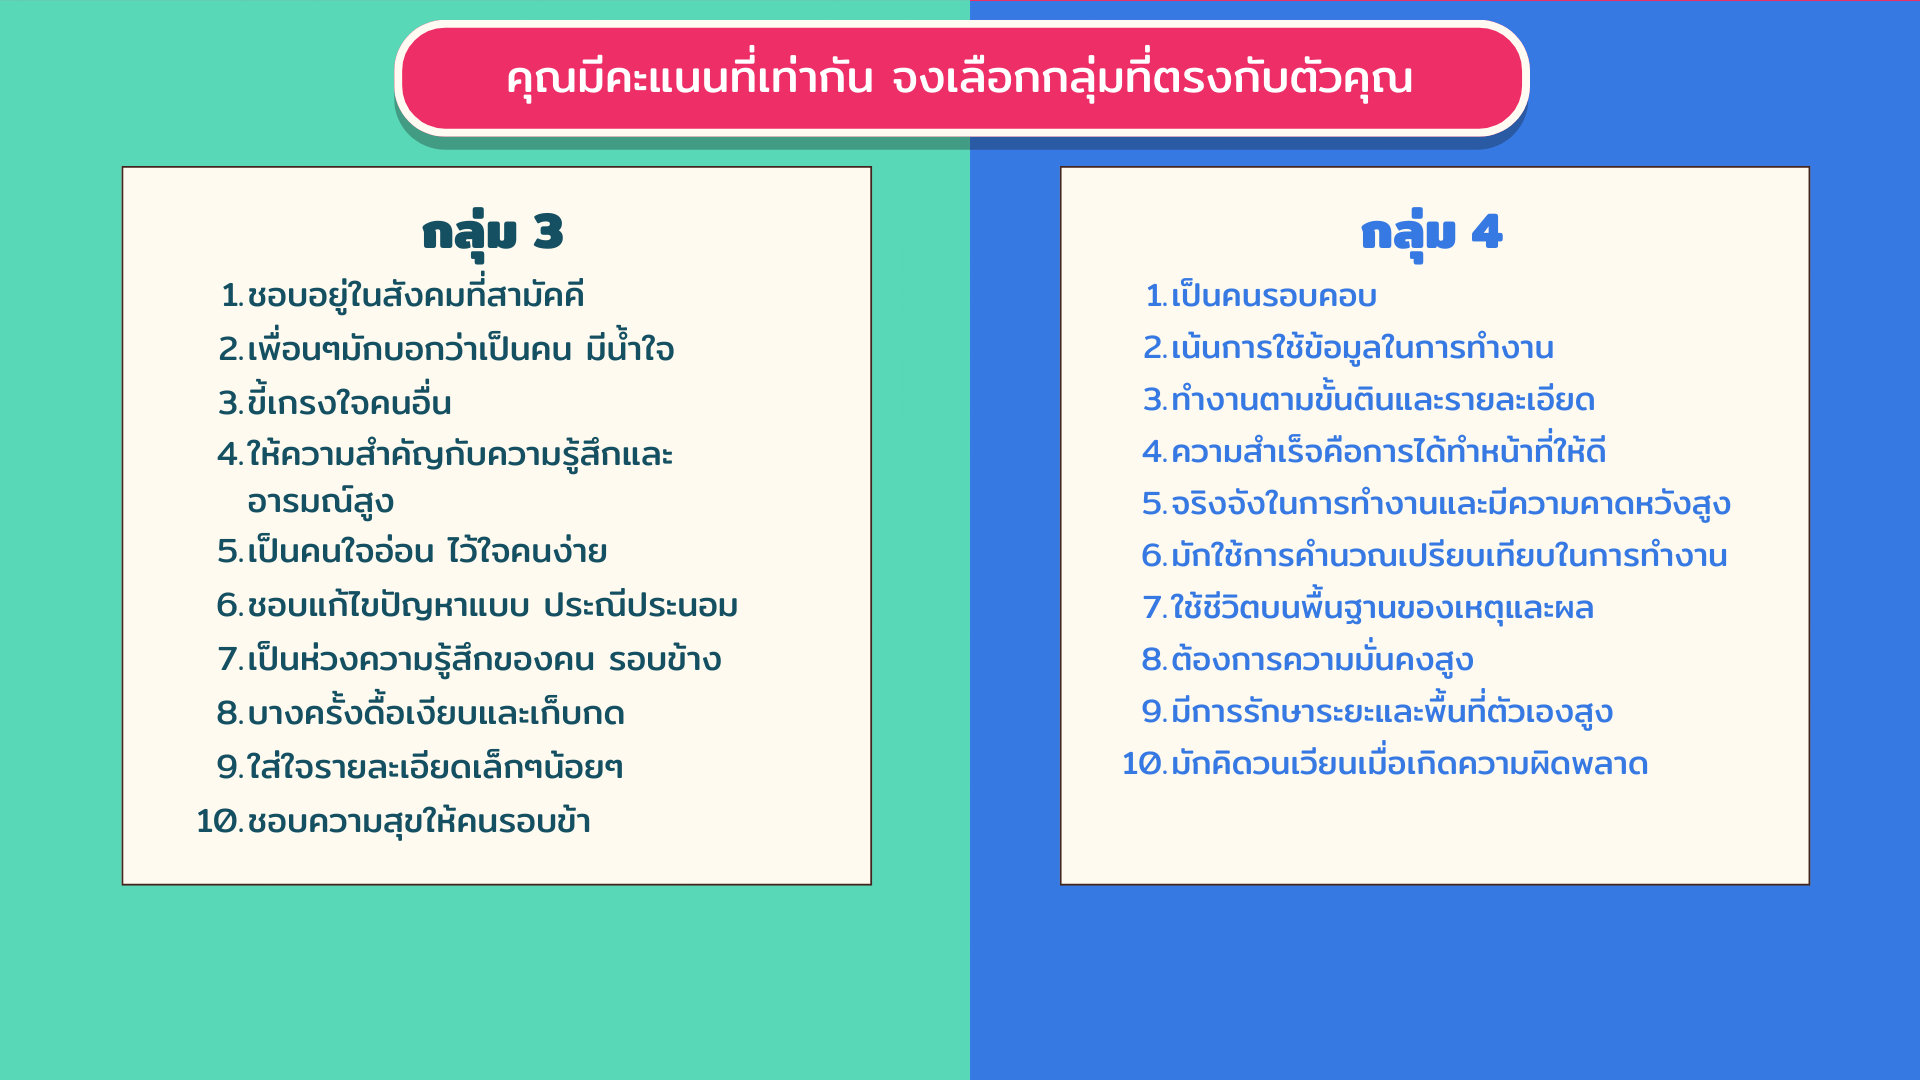 คุณมีคะแนนที่เท่ากัน จงเลือกกลุ่มที่ตรงกับตัวคุณ
กลุ่ม 3
1. ชอบอยู่ในสังคมที่สามัคคี
2. เพื่อนๆมักบอกว่าเป็นคน มีน้ำใจ
3. ขี้เกรงใจคนอื่น
4. ให้ความสำคัญกับความรู้สึกและ
อารมณ์สูง
5. เป็นคนใจอ่อน ไว้ใจคนง่าย
6. ชอบแก้ไขปัญหาแบบ ประณีประนอม
7. เป็นห่วงความรู้สึกของคน รอบข้าง
8. บางครั้งดื้อเงียบและเก็บกด
9. ใส่ใจรายละเอียดเล็กๆน้อยๆ
10. ชอบความสุขให้คนรอบข้า
กลุ่ม 4
1. เป็นคนรอบคอบ
2. เน้นการใช้ข้อมูลในการทำงาน
3. ทำงานตามขั้นตินและรายละเอียด
4. ความสำเร็จคือการได้ทำหน้าที่ให้ดี
5. จริงจังในการทำงานและมีความคาดหวังสูง
6. มักใช้การคำนวณเปรียบเทียบในการทำงาน
7. ใช้ชีวิตบนพื้นฐานของเหตุและผล
8. ต้องการความมั่นคงสูง
9. มีการรักษาระยะและพื้นที่ตัวเองสูง
10. มักคิดวนเวียนเมื่อเกิดความผิดพลาด